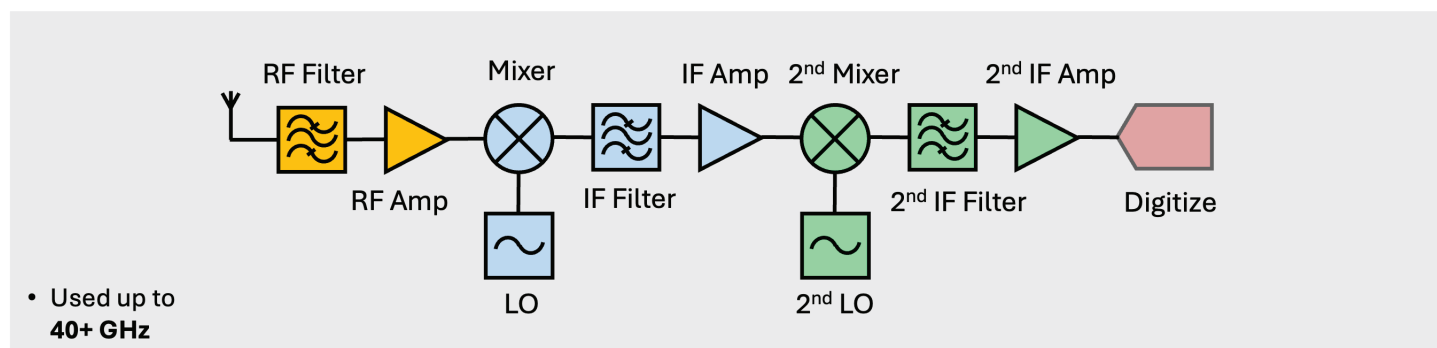 RF Filter
Mixer
IF Amp
2nd Mixer
2nd IF Amp
RF Amp
IF Filter
2nd IF Filter
Digitize
LO
2nd LO
• Used up to
40+ GHz